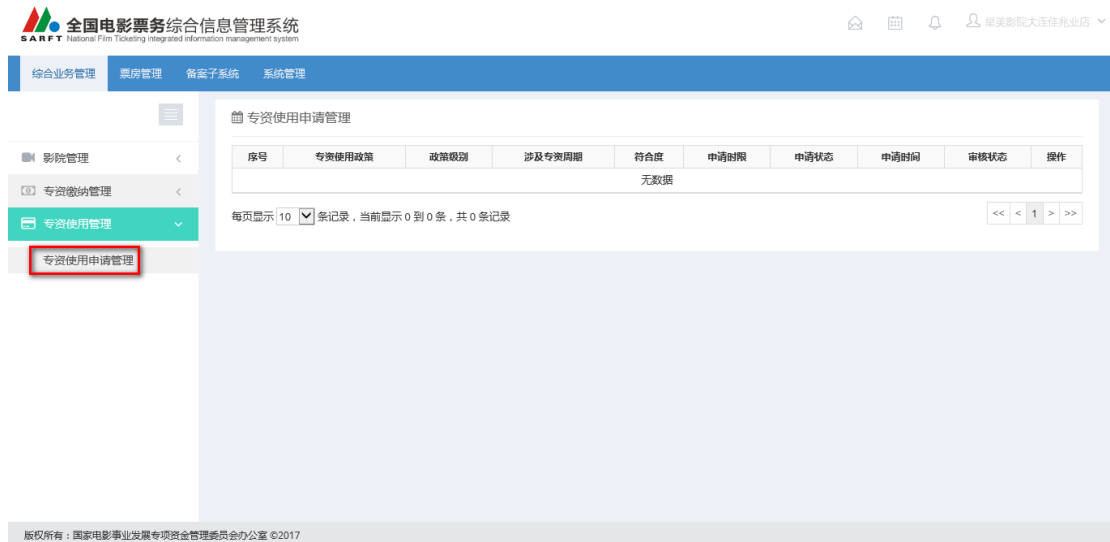 全国电影票务综合信息管理系统
SARFT National Film Ticketing integrated information management system
星美影院大连佳兆业店
综合业务管理 票房管理 备案子系统 系统管理
专资使用申请管理
影院管理
专资缴纳管理
专资使用管理
专资使用申请管理
序号 专资使用政策 政策级别 涉及专资周期 符合度 申请时限 申请状态 申请时间 审核状态 操作
无数据
每页显示 10 条记录，当前显示 0 到 0 条，共 0 条记录
<< < 1 > >>
版权所有：国家电影事业发展专项资金管理委员会办公室 ©2017